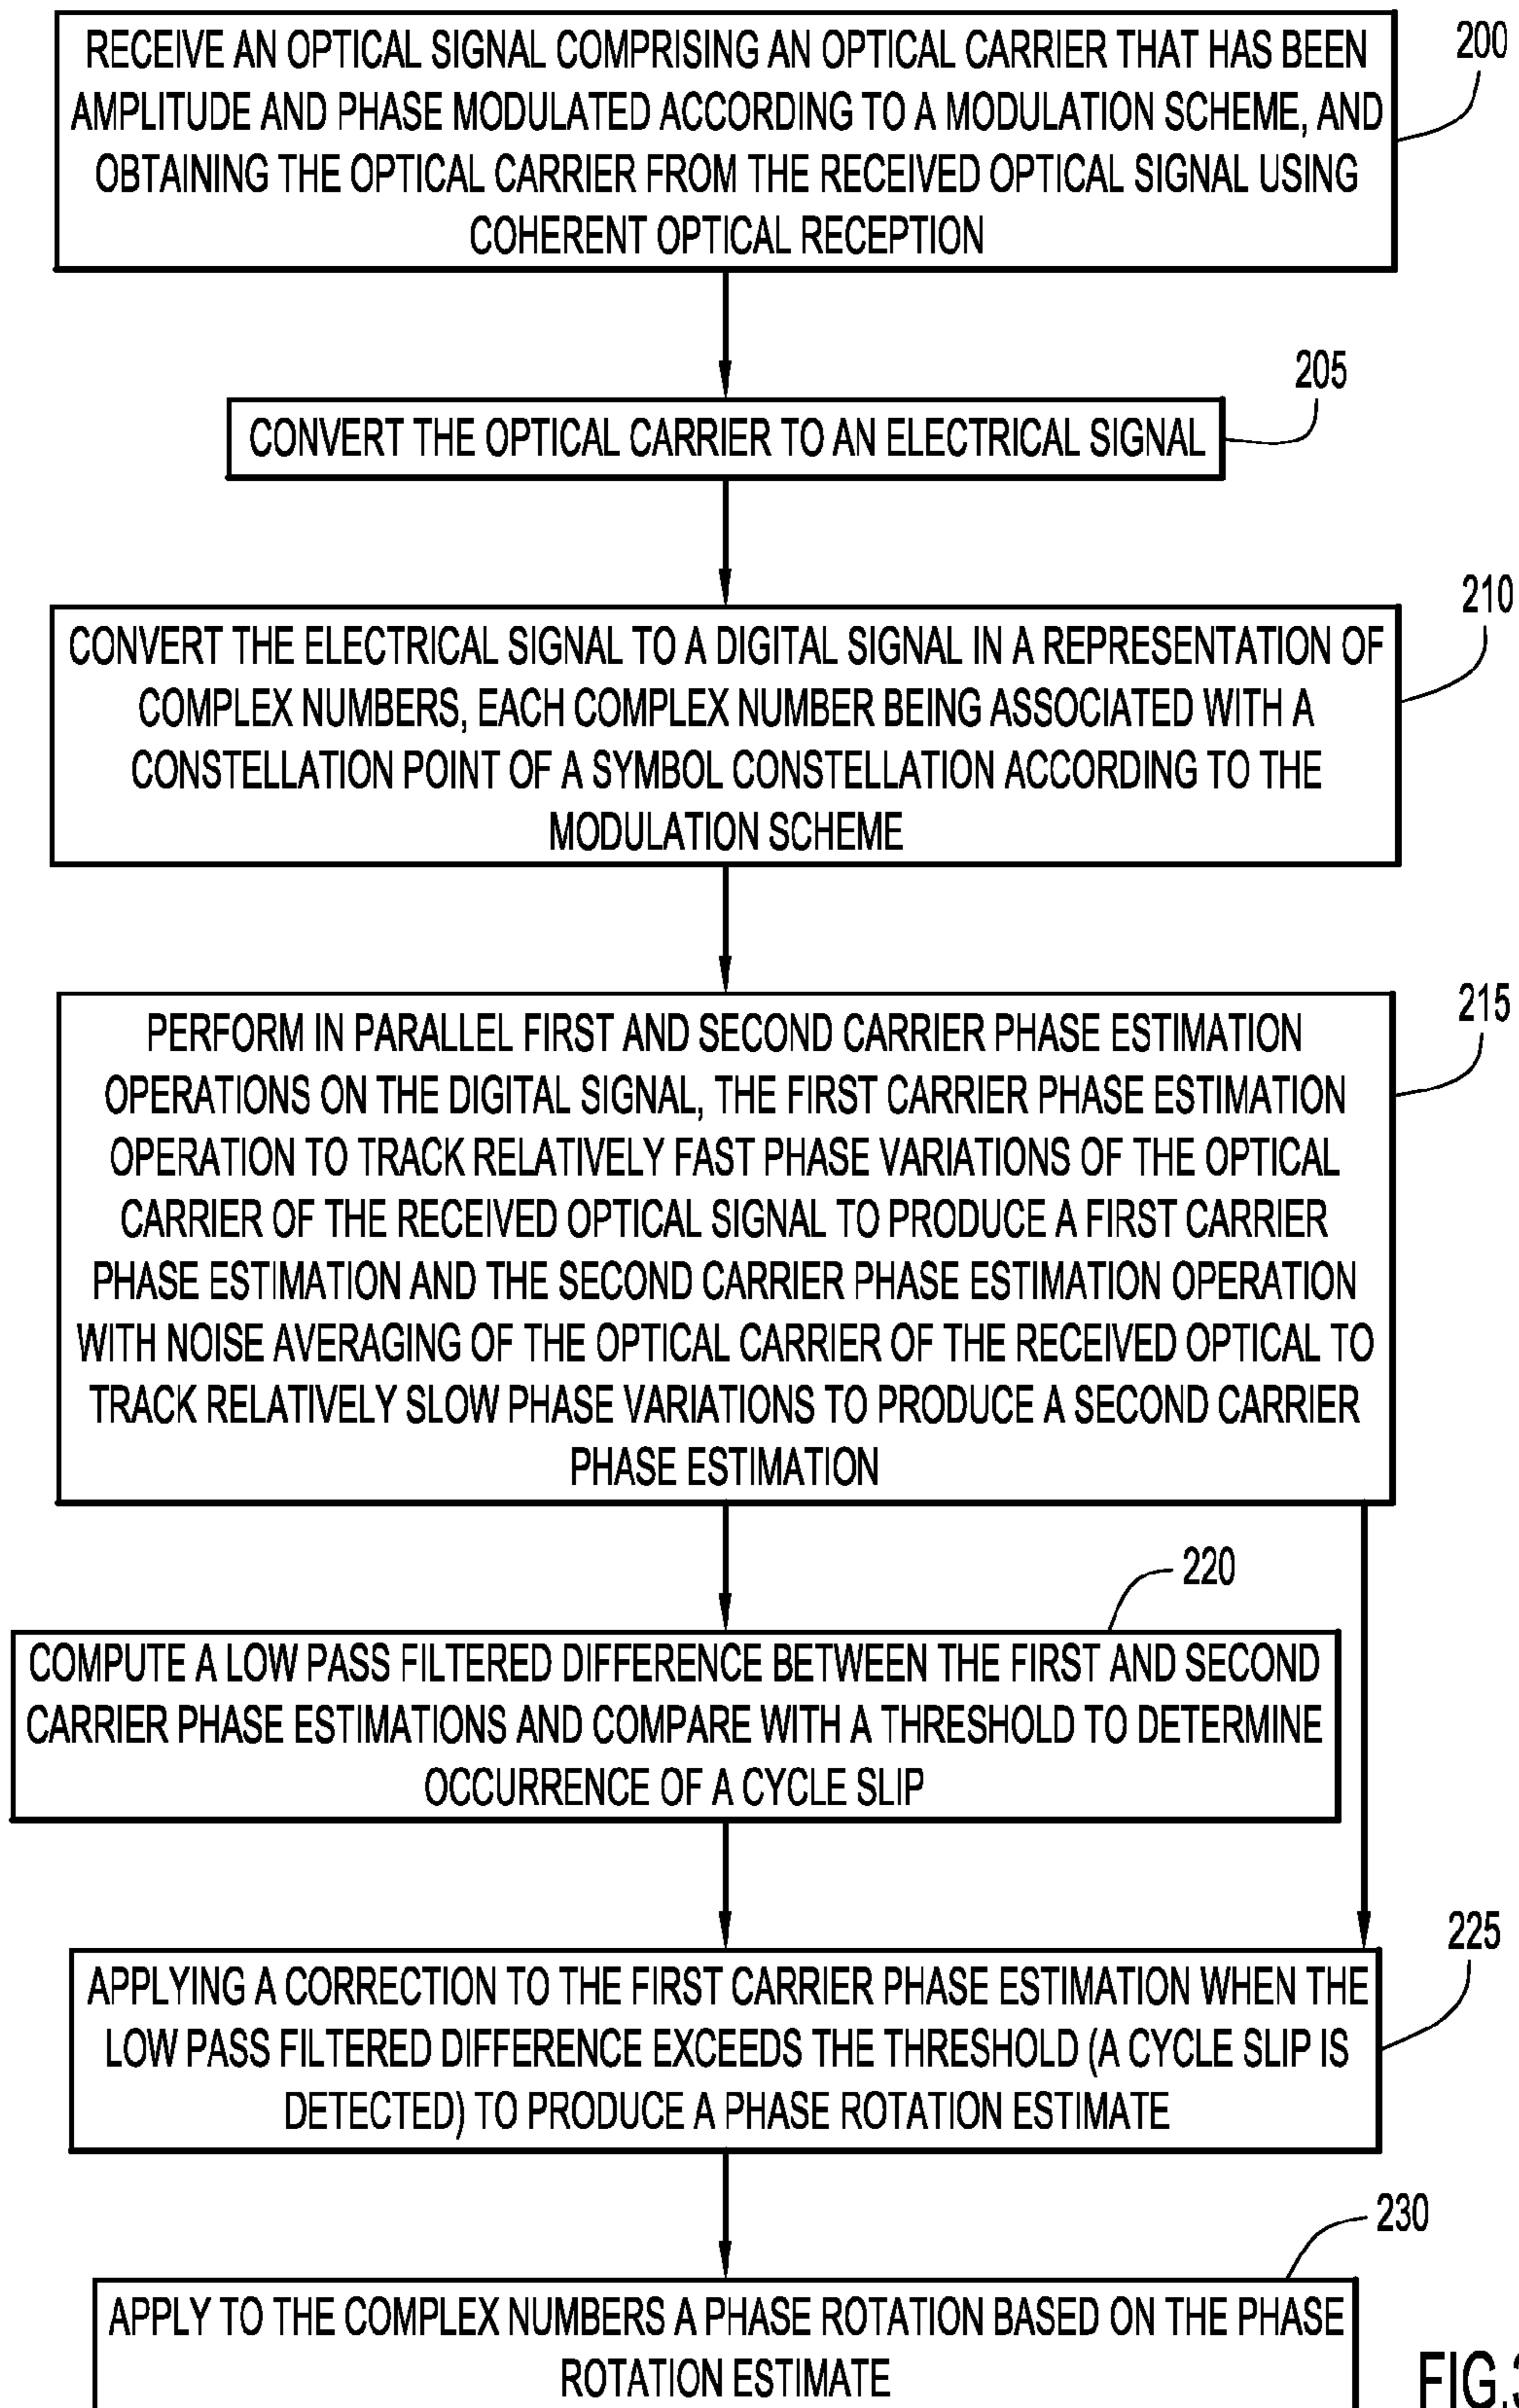 RECEIVE AN OPTICAL SIGNAL COMPRISING AN OPTICAL CARRIER THAT HAS BEEN
AMPLITUDE AND PHASE MODULATED ACCORDING TO A MODULATION SCHEME, AND
OBTAINING THE OPTICAL CARRIER FROM THE RECEIVED OPTICAL SIGNAL USING
COHERENT OPTICAL RECEPTION
200
205
CONVERT THE OPTICAL CARRIER TO AN ELECTRICAL SIGNAL
210
CONVERT THE ELECTRICAL SIGNAL TO A DIGITAL SIGNAL IN A REPRESENTATION OF
COMPLEX NUMBERS, EACH COMPLEX NUMBER BEING ASSOCIATED WITH A
CONSTELLATION POINT OF A SYMBOL CONSTELLATION ACCORDING TO THE
MODULATION SCHEME
215
PERFORM IN PARALLEL FIRST AND SECOND CARRIER PHASE ESTIMATION
OPERATIONS ON THE DIGITAL SIGNAL, THE FIRST CARRIER PHASE ESTIMATION
OPERATION TO TRACK RELATIVELY FAST PHASE VARIATIONS OF THE OPTICAL
CARRIER OF THE RECEIVED OPTICAL SIGNAL TO PRODUCE A FIRST CARRIER
PHASE ESTIMATION AND THE SECOND CARRIER PHASE ESTIMATION OPERATION
WITH NOISE AVERAGING OF THE OPTICAL CARRIER OF THE RECEIVED OPTICAL TO
TRACK RELATIVELY SLOW PHASE VARIATIONS TO PRODUCE A SECOND CARRIER
PHASE ESTIMATION
220
COMPUTE A LOW PASS FILTERED DIFFERENCE BETWEEN THE FIRST AND SECOND
CARRIER PHASE ESTIMATIONS AND COMPARE WITH A THRESHOLD TO DETERMINE
OCCURRENCE OF A CYCLE SLIP
225
APPLYING A CORRECTION TO THE FIRST CARRIER PHASE ESTIMATION WHEN THE
LOW PASS FILTERED DIFFERENCE EXCEEDS THE THRESHOLD (A CYCLE SLIP IS
DETECTED) TO PRODUCE A PHASE ROTATION ESTIMATE
230
APPLY TO THE COMPLEX NUMBERS A PHASE ROTATION BASED ON THE PHASE
ROTATION ESTIMATE
FIG.3